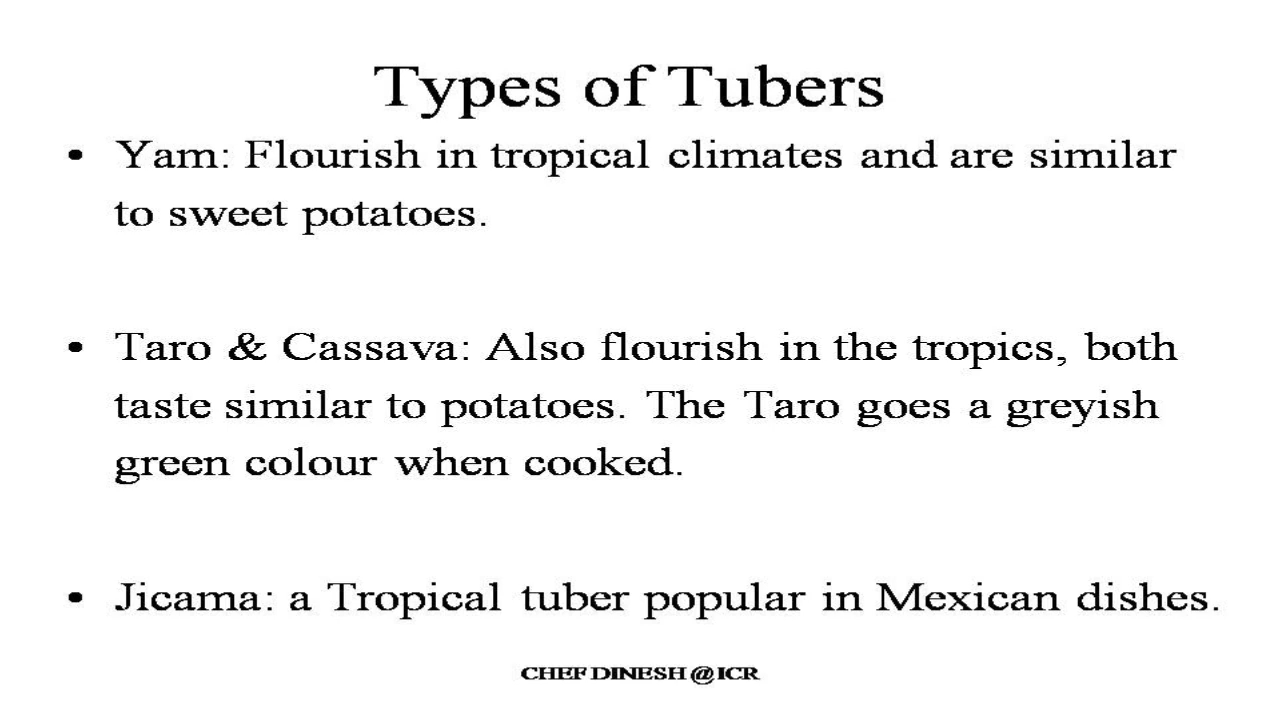 Types of Tubers
• Yam: Flourish in tropical climates and are similar
to sweet potatoes.
• Taro & Cassava: Also flourish in the tropics, both
taste similar to potatoes. The Taro goes a greyish
green colour when cooked.
• Jicama: a Tropical tuber popular in Mexican dishes.
CHEF DINESH @ ICR